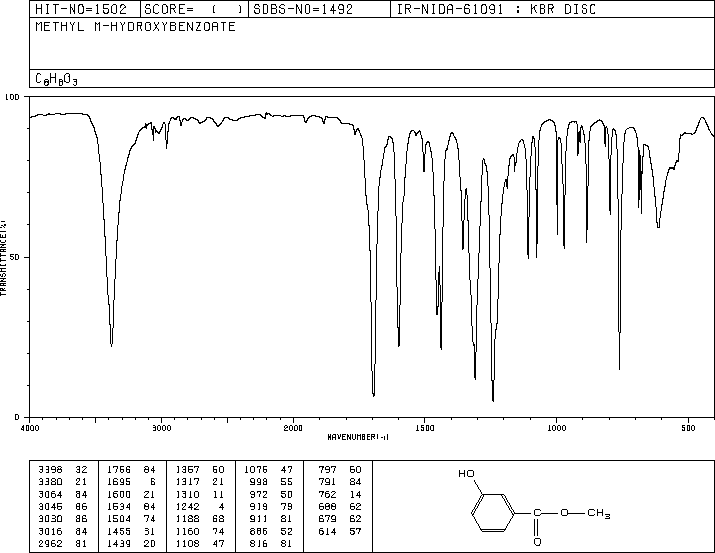 HIT-NO=1502 SCORE= ( ) SDBS-NO=1492 IR-NIDA-61091 : KBR DISC
METHYL M-HYDROXYBENZOATE
C8H8O3
100
50
0
TRANSMITTANCE(%)
4000 3000 2000 1500 1000 500
WAVENUMBER(-1)
3398 32 1756 84 1357 50 1076 47 797 60
3380 21 1695 6 1317 21 998 55 791 84
3064 84 1600 21 1310 11 972 50 762 14
3046 86 1534 84 1242 4 919 79 688 62
3030 86 1504 74 1188 68 911 81 679 62
3016 84 1455 31 1160 74 886 52 614 57
2962 81 1439 20 1108 47 816 81
HO
O
CH3
O